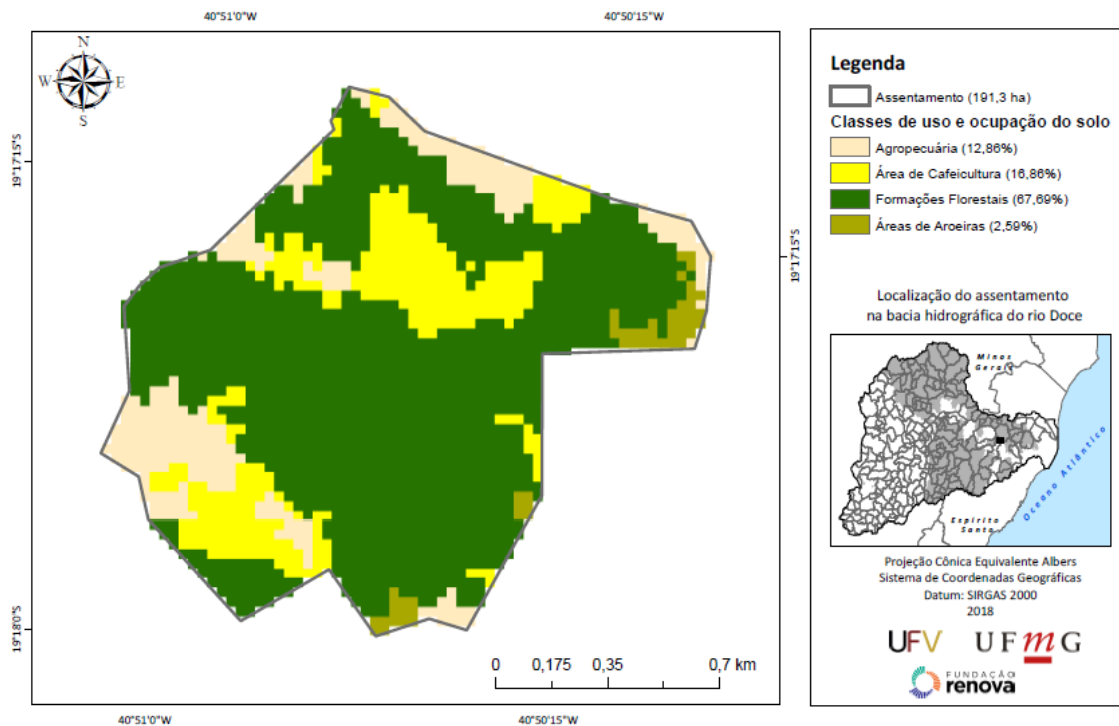 40°51'0"W
40°50'15"W
N
W
E
S
19°17'15"S
19°17'15"S
19°18'0"S
0
0,175
0,35
0,7 km
40°51'0"W
40°50'15"W
Legenda
Assentamento (191,3 ha)
Classes de uso e ocupação do solo
Agropecuária (12,86%)
Área de Cafeicultura (16,86%)
Formações Florestais (67,69%)
Áreas de Aroeiras (2,59%)
Localização do assentamento
na bacia hidrográfica do rio Doce
Minas
Gerais
Oceano Atlântico
Espírito
Santo
Projeção Cônica Equivalente Albers
Sistema de Coordenadas Geográficas
Datum: SIRGAS 2000
2018
UFV
UFmG
FUNDAÇÃO
renova